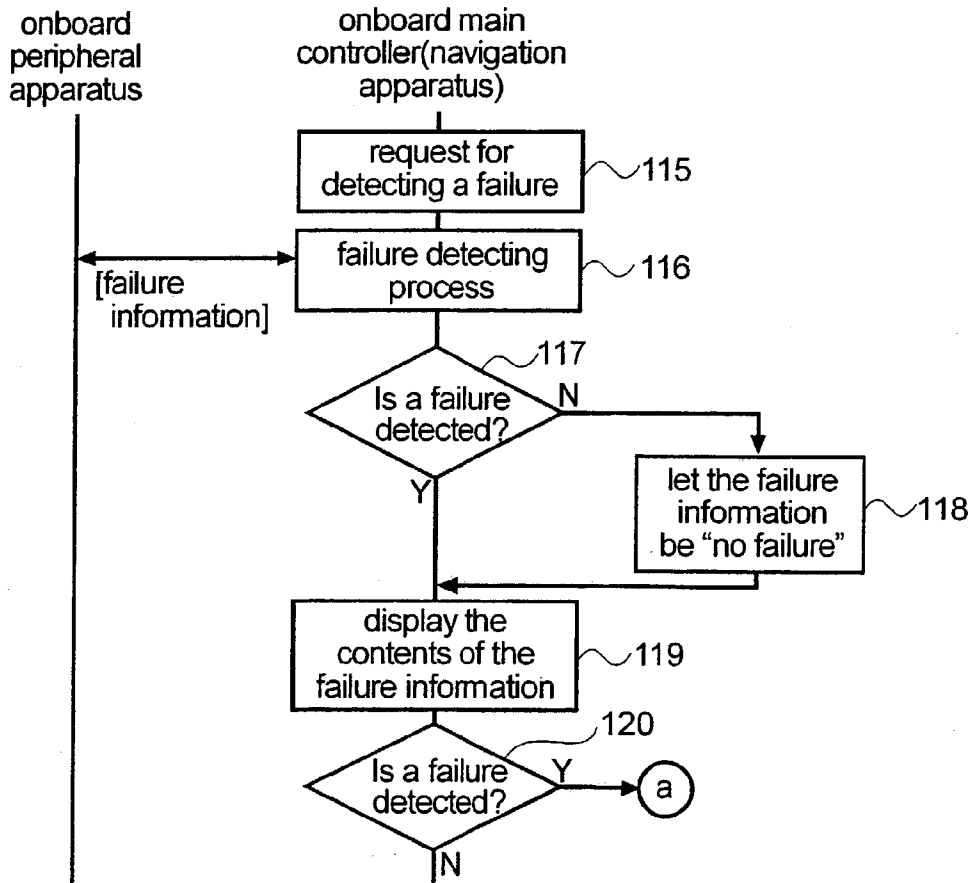 onboard
peripheral
apparatus
onboard main
controller(navigation
apparatus)
request for
detecting a failure
115
failure detecting
process
116
[failure
information]
117
Is a failure
detected?
N
Y
let the failure
information
be “no failure”
118
display the
contents of the
failure information
119
120
Is a failure
detected?
Y
a
N